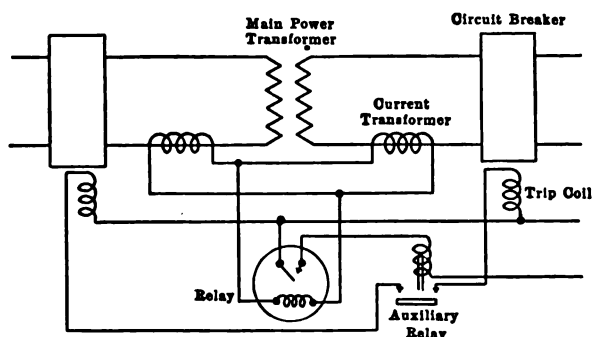 Main Power
Transformer
Circuit Breaker
Current
Transformer
Trip Coil
Relay
Auxiliary
Relay